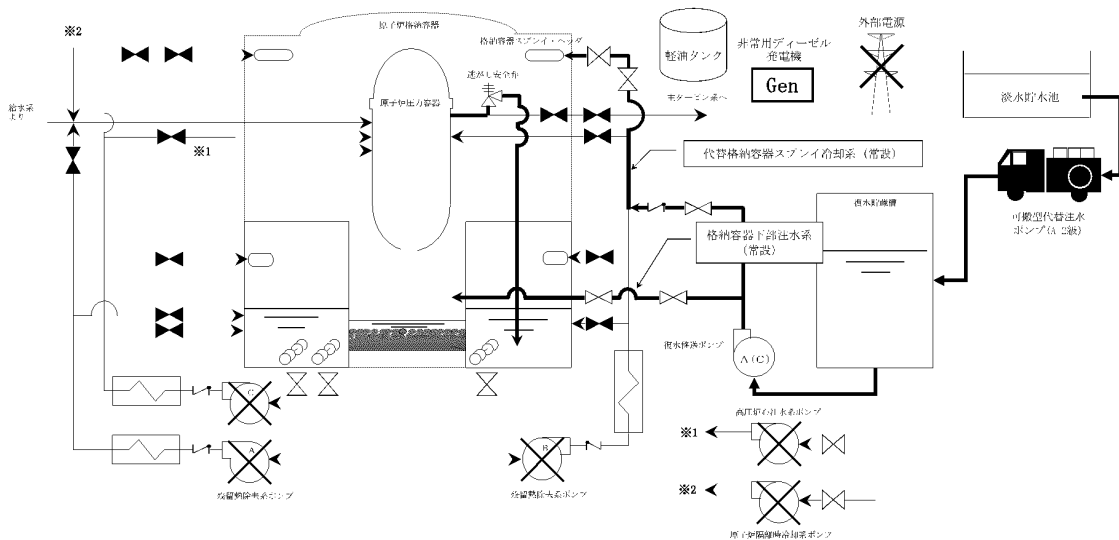 ※2
原子炉格納容器
格納容器スプレイ・ヘッダ
逃がし安全弁
軽油タンク
非常用ディーゼル
発電機
Gen
外部電源
淡水貯水池
給水系
より
原子炉圧力容器
主タービン系へ
※1
代替格納容器スプレイ冷却系(常設)
復水貯蔵槽
可搬型代替注水
ポンプ(A-2級)
格納容器下部注水系
(常設)
復水移送ポンプ
A(C)
C
A
残留熱除去系ポンプ
B
残留熱除去系ポンプ
高圧炉心注水系ポンプ
※1
※2
原子炉隔離時冷却系ポンプ